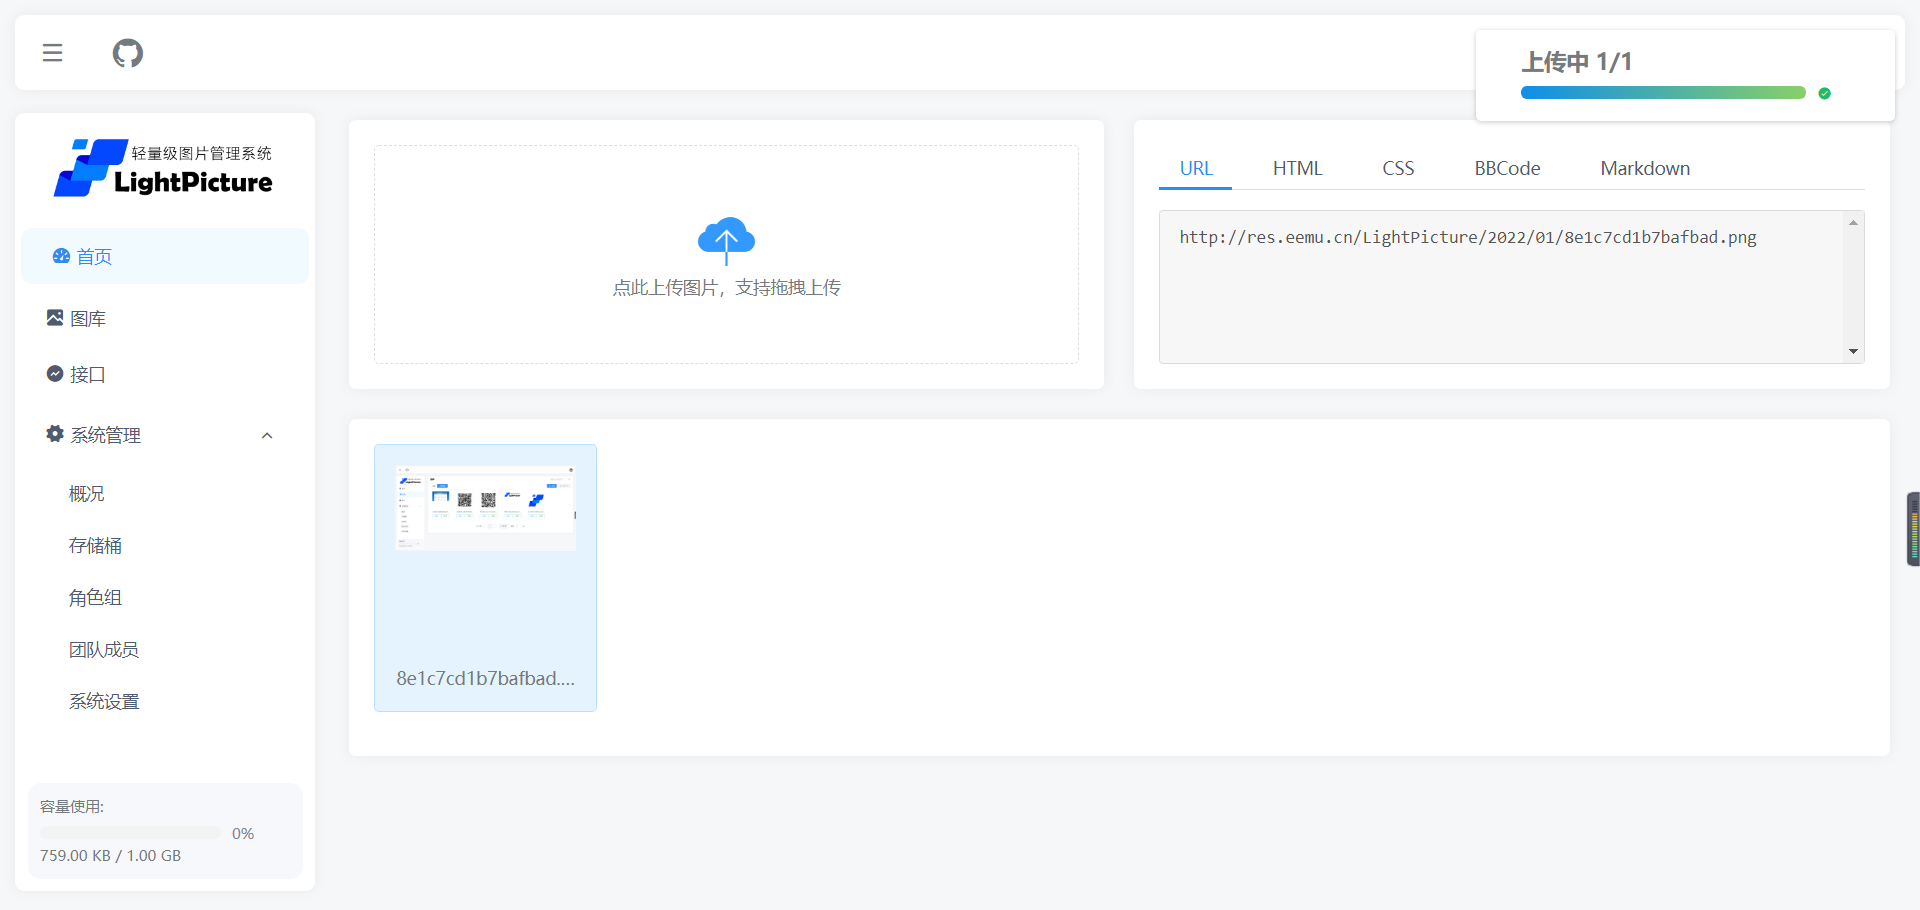 上传中 1/1
轻量级图片管理系统
LightPicture
首页
图库
接口
系统管理
概况
存储桶
角色组
团队成员
系统设置
容量使用:
0%
759.00 KB / 1.00 GB
点此上传图片，支持拖拽上传
URL HTML CSS BBCode Markdown
http://res.eemu.cn/LightPicture/2022/01/8e1c7cd1b7bafbad.png
8e1c7cd1b7bafbad....